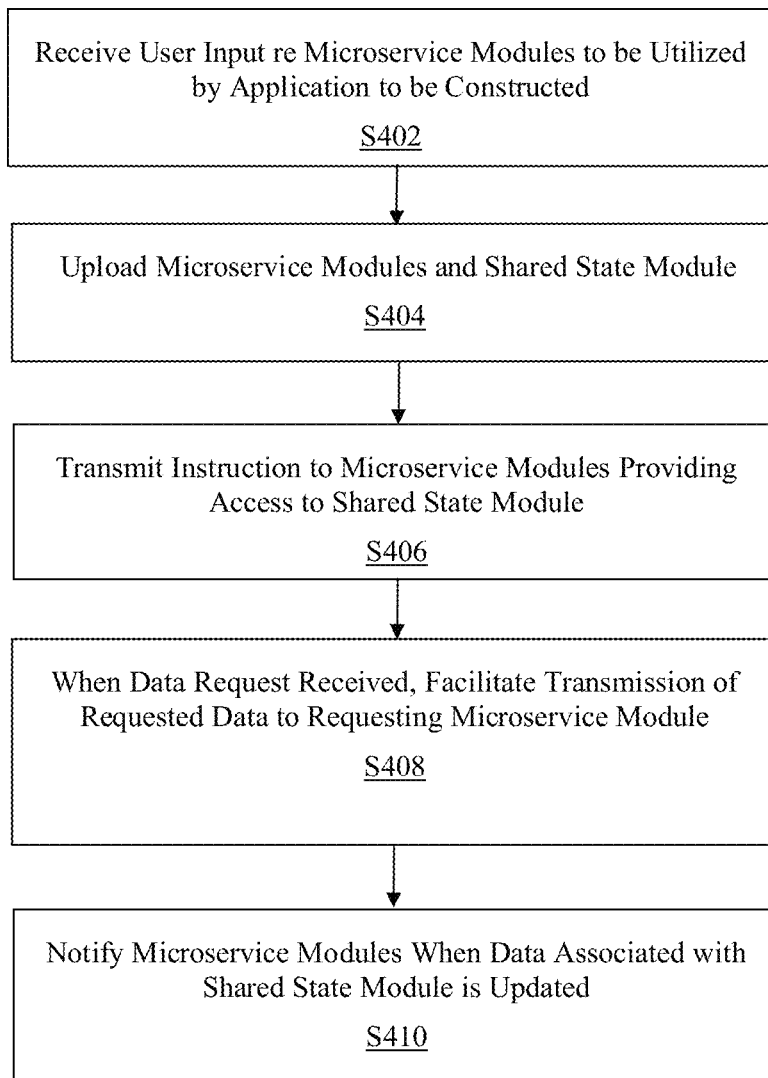 Receive User Input re Microservice Modules to be Utilized
by Application to be Constructed
S402
Upload Microservice Modules and Shared State Module
S404
Transmit Instruction to Microservice Modules Providing
Access to Shared State Module
S406
When Data Request Received, Facilitate Transmission of
Requested Data to Requesting Microservice Module
S408
Notify Microservice Modules When Data Associated with
Shared State Module is Updated
S410